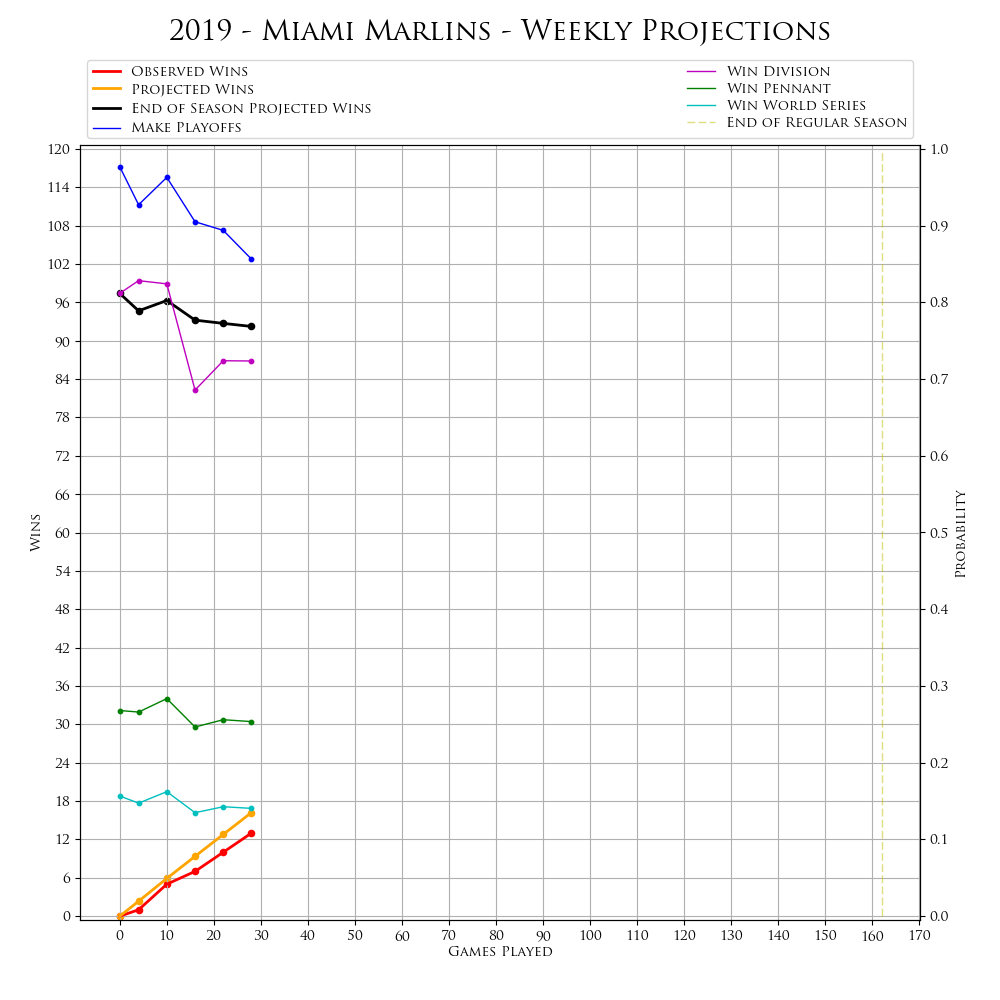 2019 - Miami Marlins - Weekly Projections
Observed Wins
Projected Wins
End of Season Projected Wins
Make Playoffs
Win Division
Win Pennant
Win World Series
End of Regular Season
120
114
108
102
96
90
84
78
72
66
60
54
48
42
36
30
24
18
12
6
0
Wins
1.0
0.9
0.8
0.7
0.6
0.5
0.4
0.3
0.2
0.1
0.0
Probability
0 10 20 30 40 50 60 70 80 90 100 110 120 130 140 150 160 170
Games Played